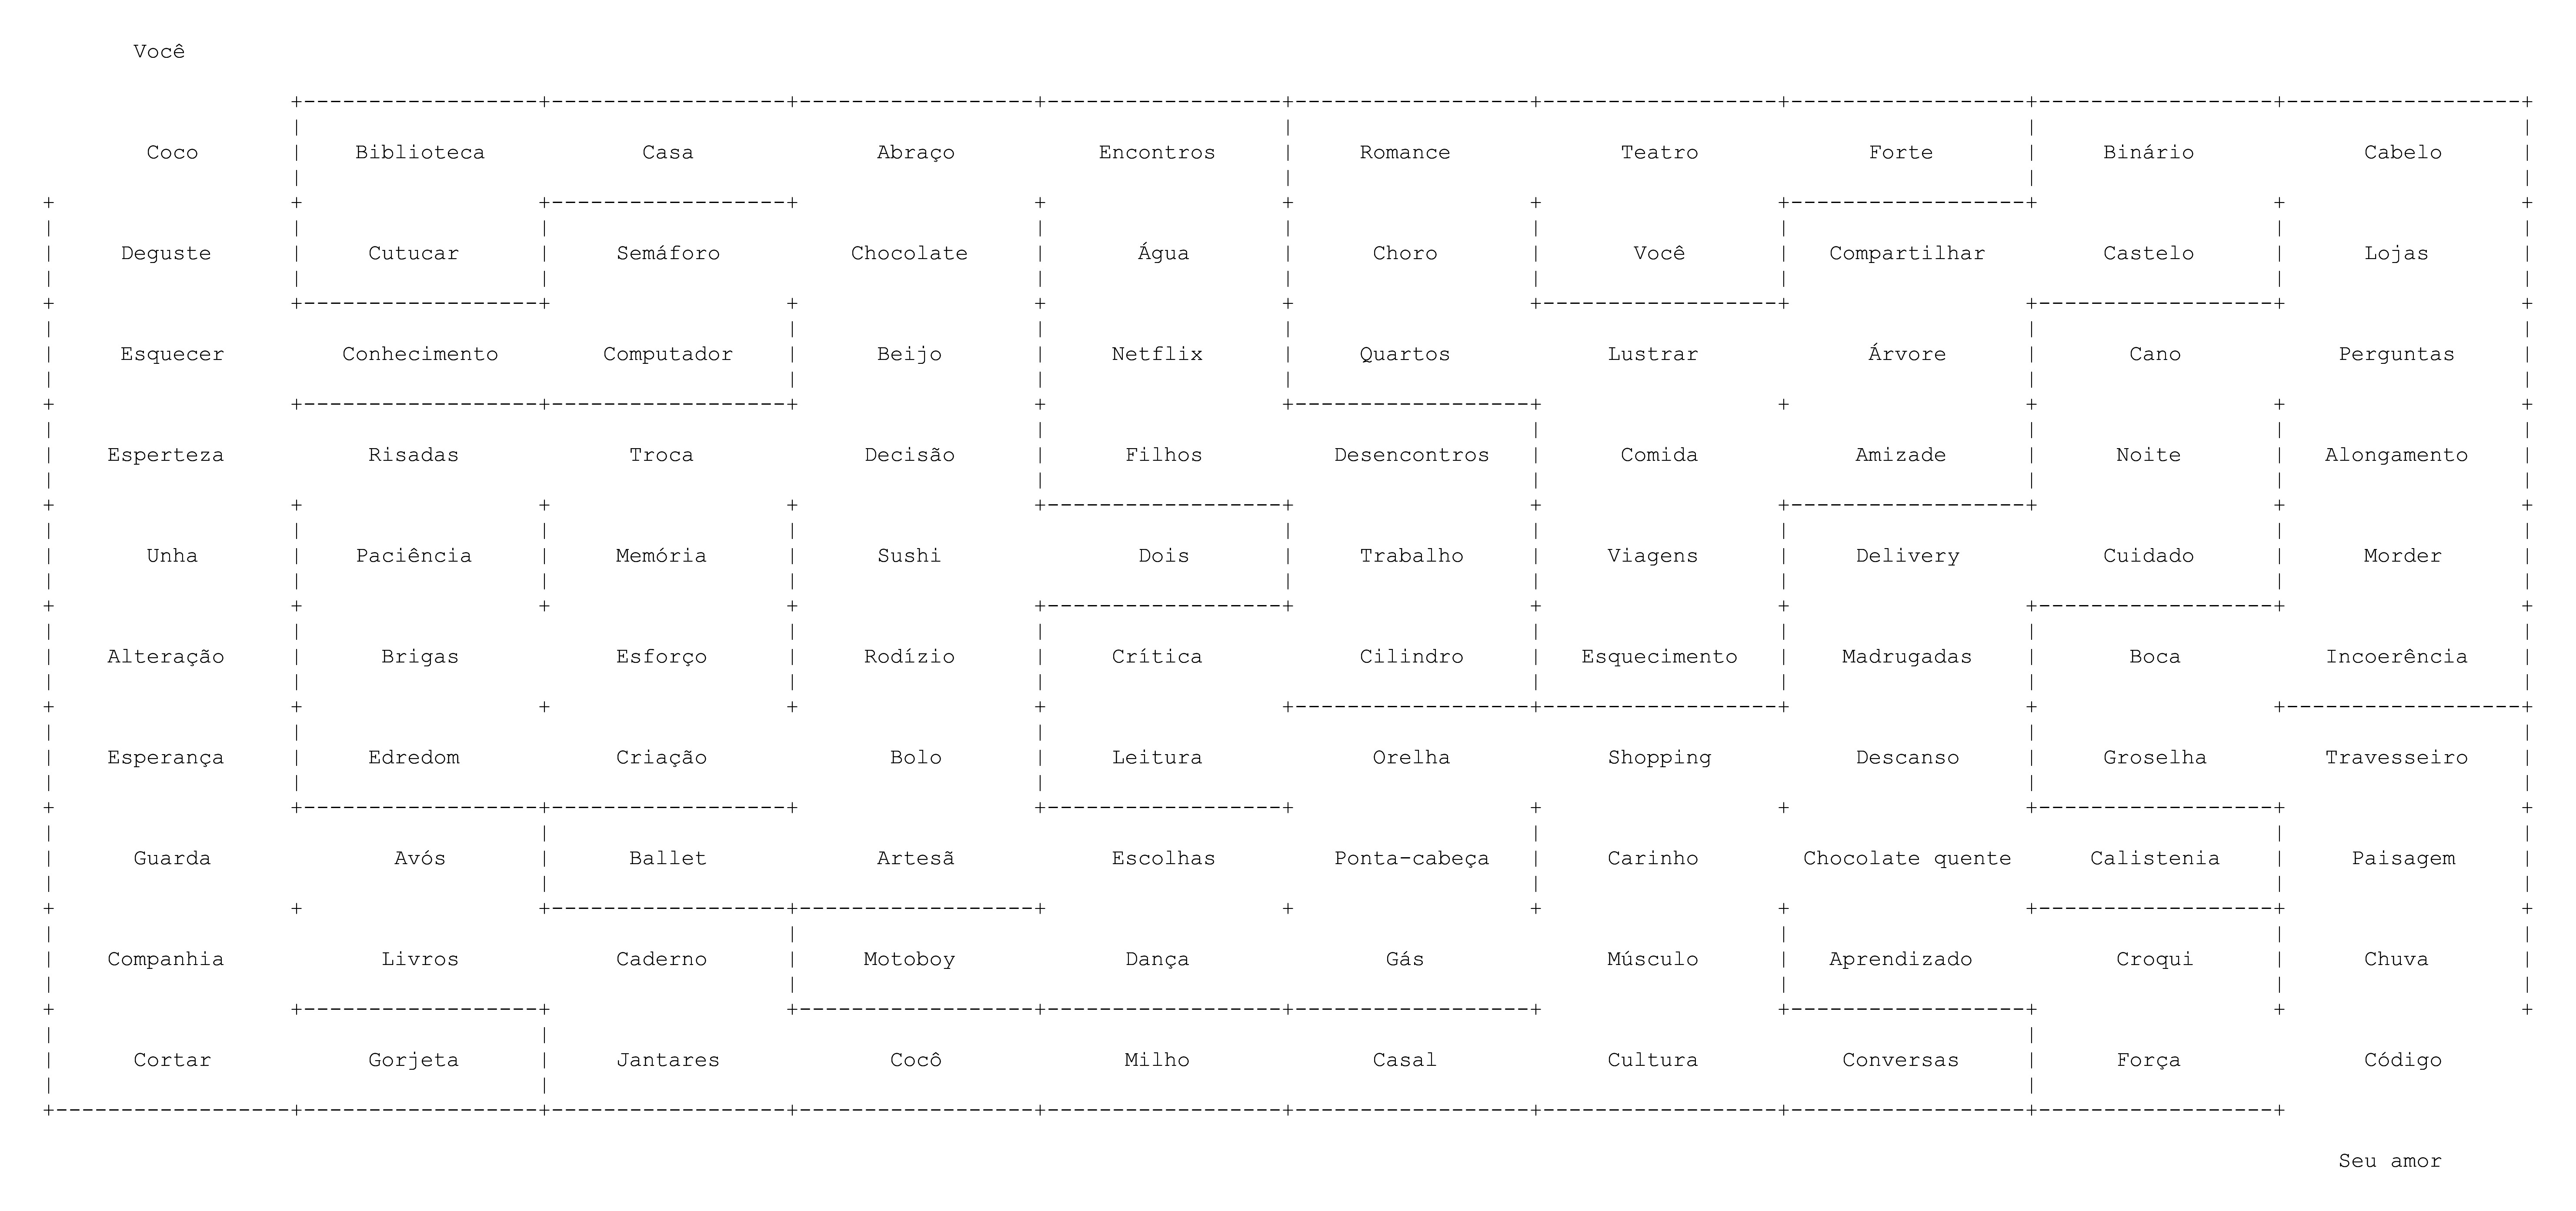 Você
Coco Biblioteca Casa Abraço Encontros Romance Teatro Forte Binário Cabelo
Deguste Cutucar Semáforo Chocolate Água Choro Você Compartilhar Castelo Lojas
Esquecer Conhecimento Computador Beijo Netflix Quartos Lustrar Árvore Cano Perguntas
Esperteza Risadas Troca Decisão Filhos Desencontros Comida Amizade Noite Alongamento
Unha Paciência Memória Sushi Dois Trabalho Viagens Delivery Cuidado Morder
Alteração Brigas Esforço Rodízio Crítica Cilindro Esquecimento Madrugadas Boca Incoerência
Esperança Edredom Criação Bolo Leitura Orelha Shopping Descanso Groselha Travesseiro
Guarda Avós Ballet Artesã Escolhas Ponta-cabeça Carinho Chocolate quente Calistenia Paisagem
Companhia Livros Caderno Motoboy Dança Gás Músculo Aprendizado Croqui Chuva
Cortar Gorjeta Jantares Cocô Milho Casal Cultura Conversas Força Código
Seu amor